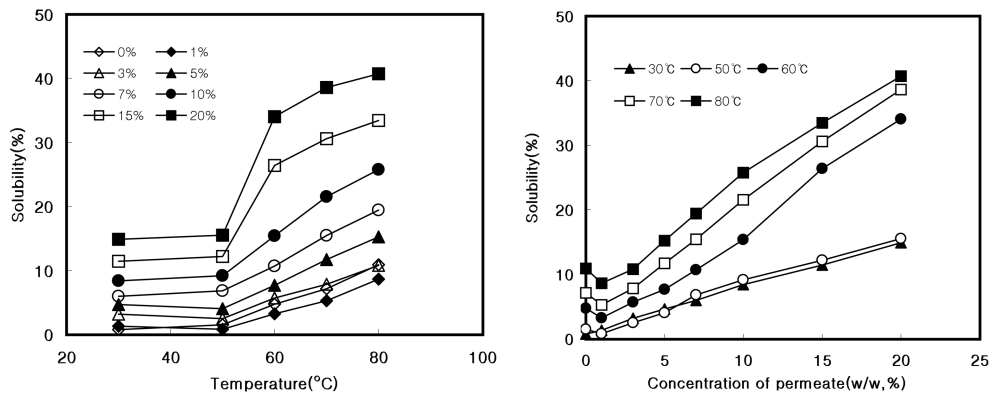 50
40
30
20
10
0
Solubility(%)
0% 1%
3% 5%
7% 10%
15% 20%
20 40 60 80 100
Temperature(°C)
50
40
30
20
10
0
Solubility(%)
30℃ 50℃ 60℃
70℃ 80℃
0 5 10 15 20 25
Concentration of permeate(w/w,%)